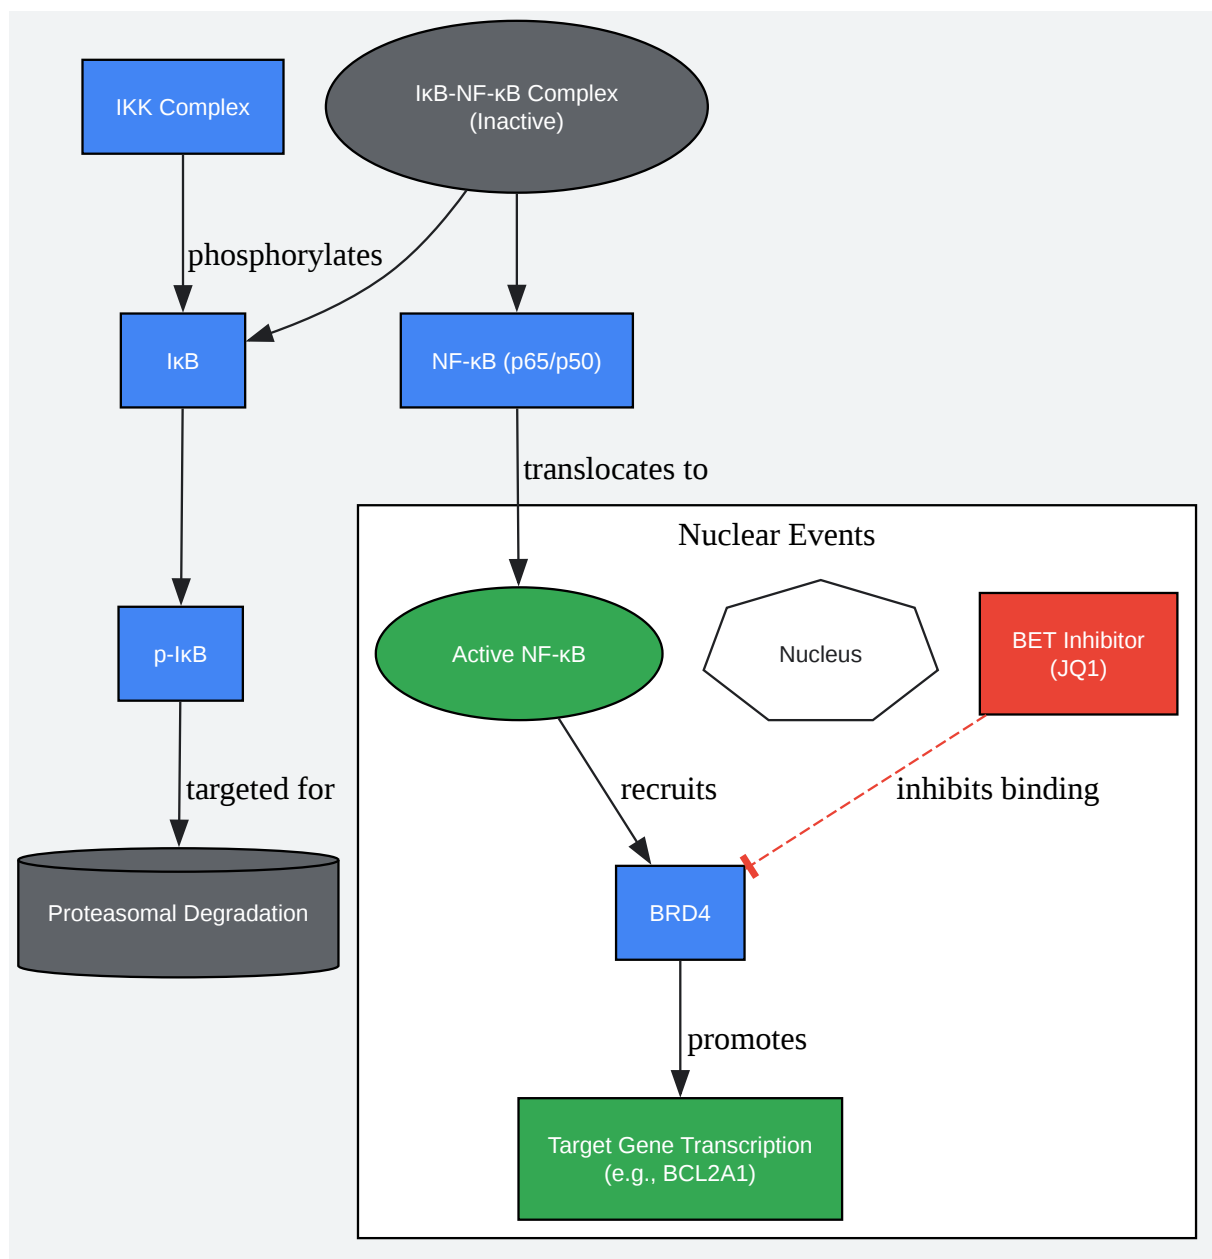 IKK Complex
IκB-NF-κB Complex
(Inactive)
phosphorylates
IκB
NF-κB (p65/p50)
translocates to
Nuclear Events
p-IκB
Active NF-κB
Nucleus
BET Inhibitor
(JQ1)
targeted for
recruits
inhibits binding
Proteasomal Degradation
BRD4
promotes
Target Gene Transcription
(e.g., BCL2A1)